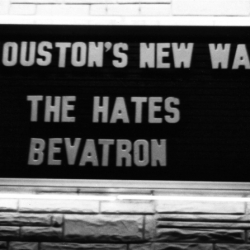 OUSTON'S NEW WA
THE HATES
BEVATRON